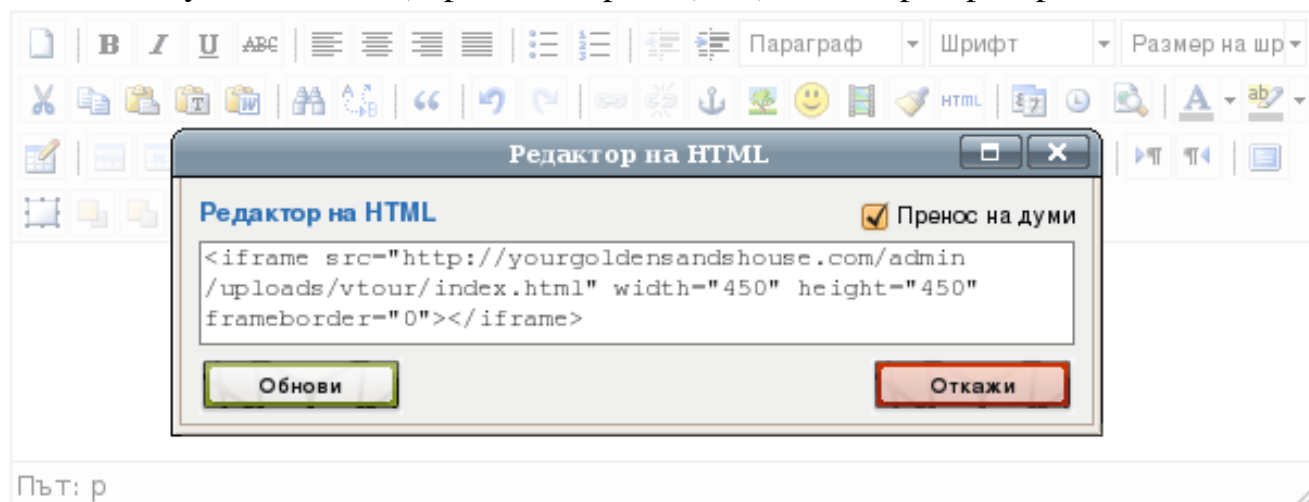 B I U ABC Параграф Шрифт Размер на шр
HTML
Редактор на HTML
Редактор на HTML Пренос на думи
<iframe src="http://yourgoldensandshouse.com/admin
/uploads/vtour/index.html" width="450" height="450"
frameborder="0"></iframe>
Обнови Откажи
Път: p